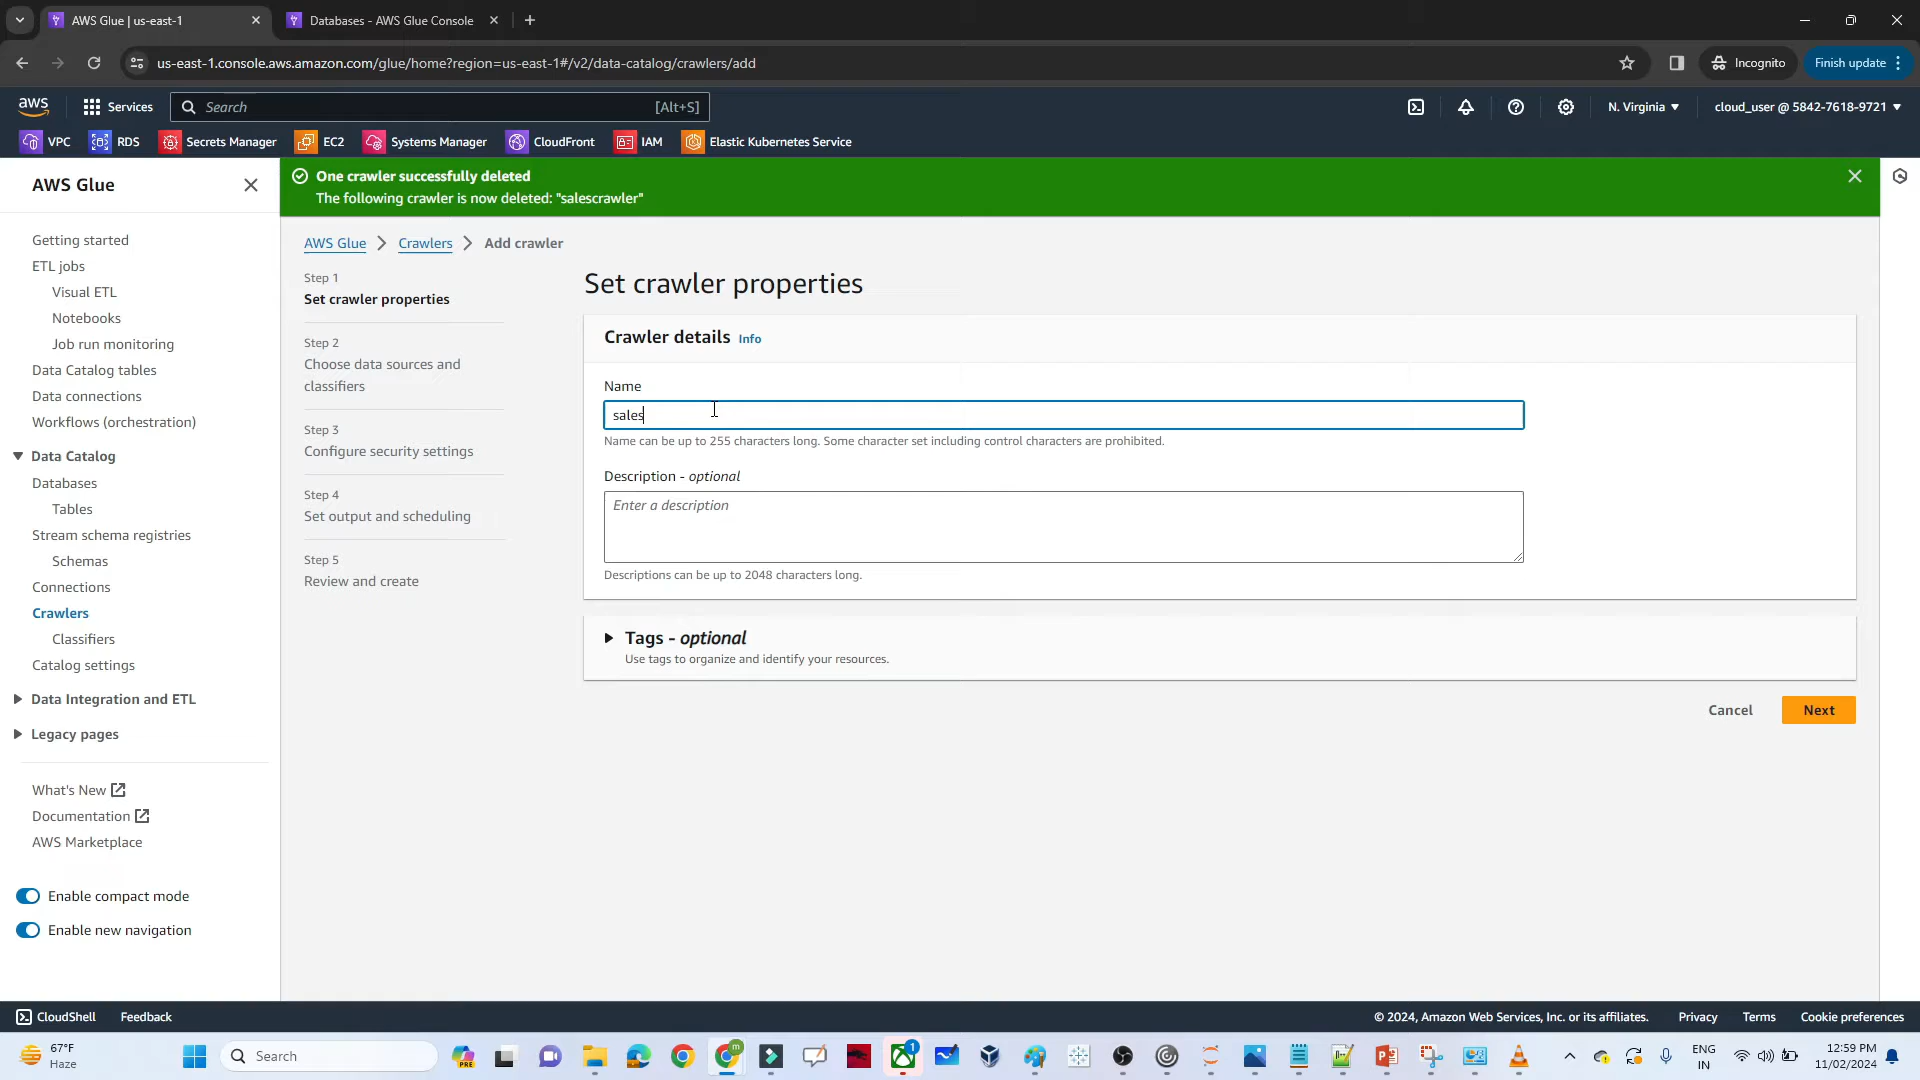 AWS Glue | us-east-1
Databases - AWS Glue Console
us-east-1.console.aws.amazon.com/glue/home?region=us-east-1#/v2/data-catalog/crawlers/add
Incognito
Finish update
aws
Services
Search
[Alt+S]
N. Virginia
cloud_user @ 5842-7618-9721
VPC
RDS
Secrets Manager
EC2
Systems Manager
CloudFront
IAM
Elastic Kubernetes Service
AWS Glue
Getting started
ETL jobs
Visual ETL
Notebooks
Job run monitoring
Data Catalog tables
Data connections
Workflows (orchestration)
Data Catalog
Databases
Tables
Stream schema registries
Schemas
Connections
Crawlers
Classifiers
Catalog settings
Data Integration and ETL
Legacy pages
What's New
Documentation
AWS Marketplace
Enable compact mode
Enable new navigation
One crawler successfully deleted
The following crawler is now deleted: "salescrawler"
AWS Glue
Crawlers
Add crawler
Step 1
Set crawler properties
Step 2
Choose data sources and
classifiers
Step 3
Configure security settings
Step 4
Set output and scheduling
Step 5
Review and create
Set crawler properties
Crawler details Info
Name
sales
Name can be up to 255 characters long. Some character set including control characters are prohibited.
Description - optional
Enter a description
Descriptions can be up to 2048 characters long.
Tags - optional
Use tags to organize and identify your resources.
Cancel
Next
CloudShell
Feedback
© 2024, Amazon Web Services, Inc. or its affiliates.
Privacy
Terms
Cookie preferences
67°F
Haze
Search
PRE
m
1
ENG
IN
12:59 PM
11/02/2024